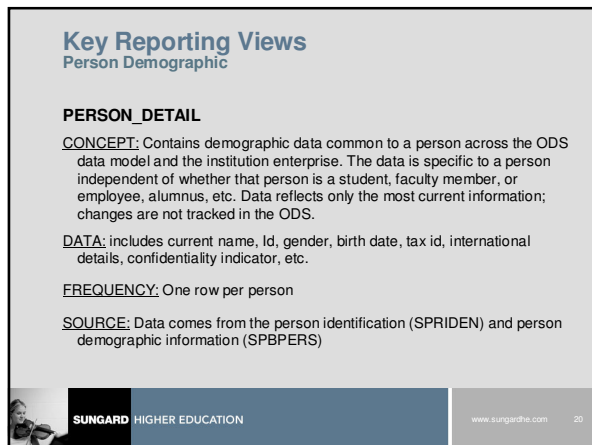 Key Reporting Views
Person Demographic
PERSON_DETAIL
CONCEPT: Contains demographic data common to a person across the ODS
data model and the institution enterprise. The data is specific to a person
independent of whether that person is a student, faculty member, or
employee, alumnus, etc. Data reflects only the most current information;
changes are not tracked in the ODS.
DATA: includes current name, Id, gender, birth date, tax id, international
details, confidentiality indicator, etc.
FREQUENCY: One row per person
SOURCE: Data comes from the person identification (SPRIDEN) and person
demographic information (SPBPERS)
SUNGARD HIGHER EDUCATION
www.sungardhe.com 20